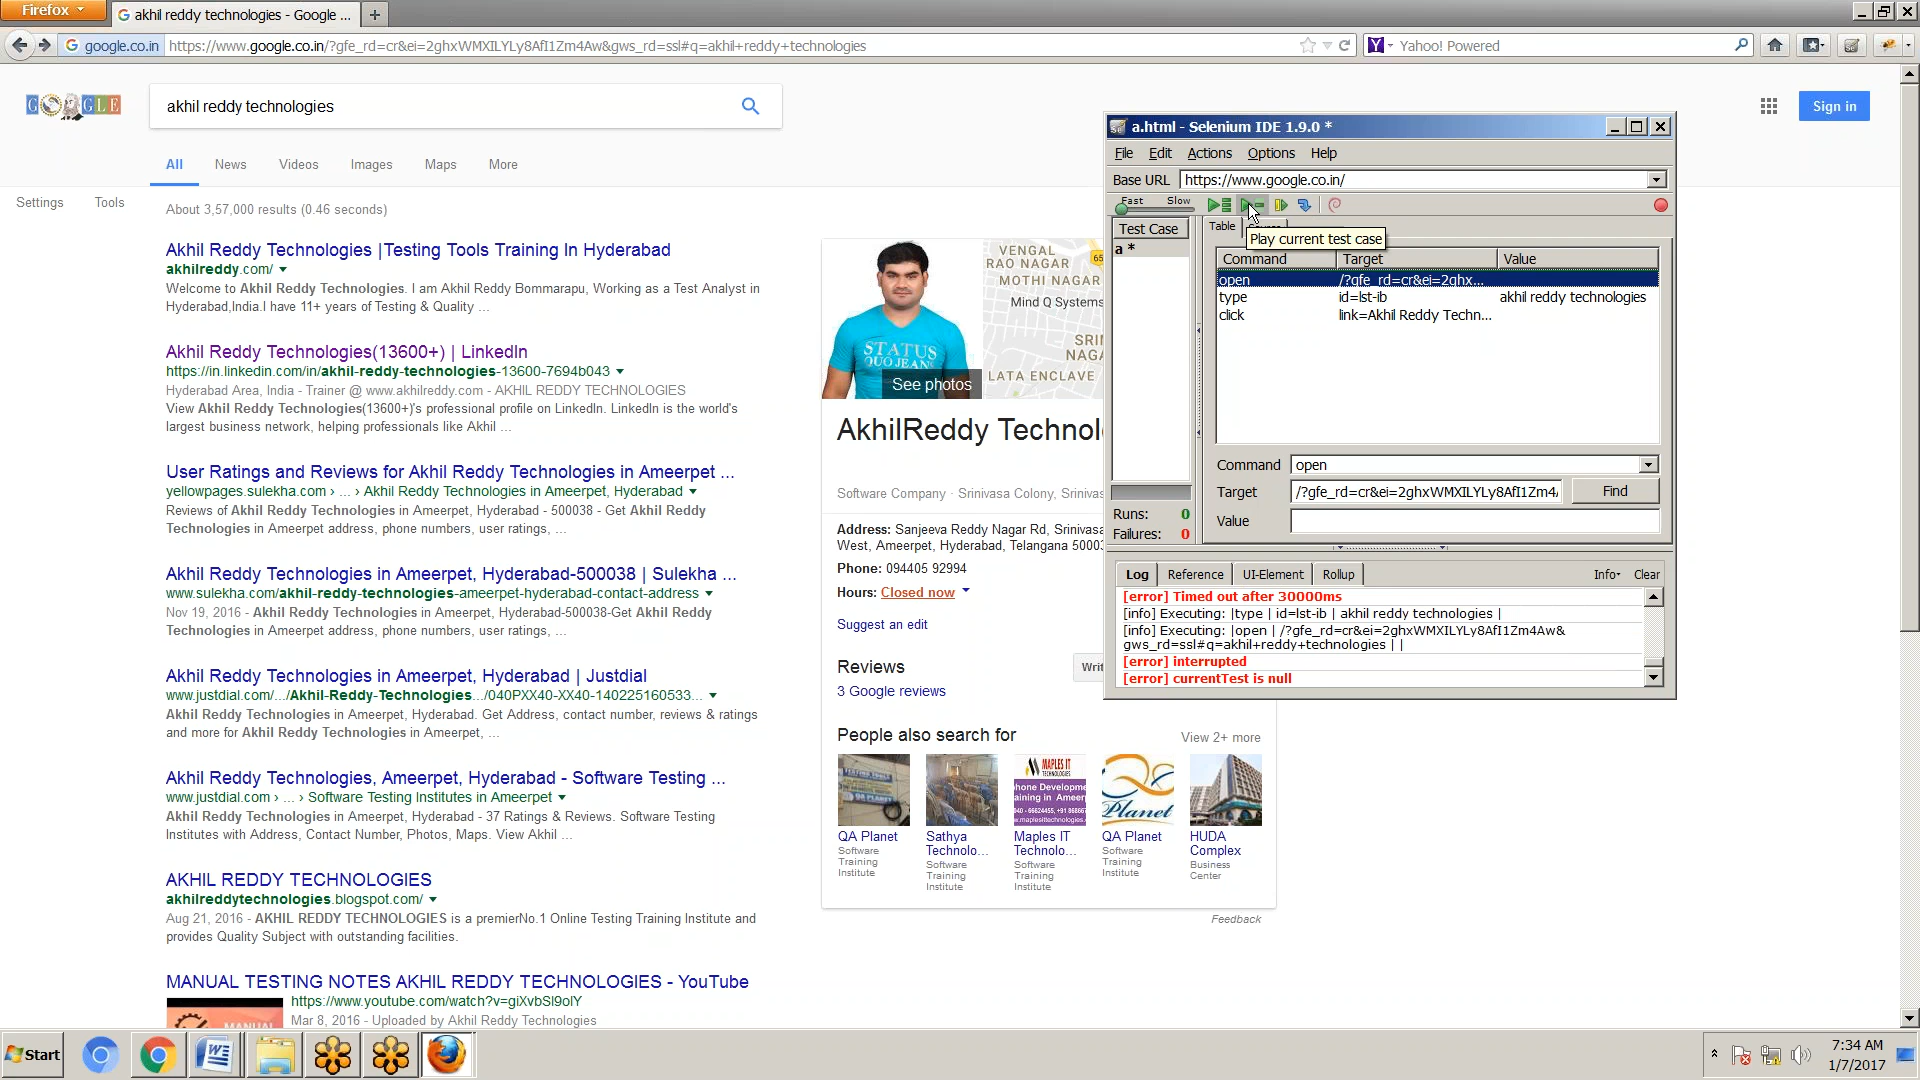 Firefox
akhil reddy technologies - Google ...
google.co.in
https://www.google.co.in/?gfe_rd=cr&ei=2ghxWMXILYLy8AfI1Zm4Aw&gws_rd=ssl#q=akhil+reddy+technologies
Yahoo! Powered
akhil reddy technologies
Sign in
All
News
Videos
Images
Maps
More
Settings
Tools
About 3,57,000 results (0.46 seconds)
Akhil Reddy Technologies |Testing Tools Training In Hyderabad
akhilreddy.com/
Welcome to Akhil Reddy Technologies. I am Akhil Reddy Bommarapu, Working as a Test Analyst in
Hyderabad,India.I have 11+ years of Testing & Quality ...
Akhil Reddy Technologies(13600+) | LinkedIn
https://in.linkedin.com/in/akhil-reddy-technologies-13600-7694b043
Hyderabad Area, India - Trainer @ www.akhilreddy.com - AKHIL REDDY TECHNOLOGIES
View Akhil Reddy Technologies(13600+)'s professional profile on LinkedIn. LinkedIn is the world's
largest business network, helping professionals like Akhil ...
User Ratings and Reviews for Akhil Reddy Technologies in Ameerpet ...
yellowpages.sulekha.com › ... › Akhil Reddy Technologies in Ameerpet, Hyderabad
Reviews of Akhil Reddy Technologies in Ameerpet, Hyderabad - 500038 - Get Akhil Reddy
Technologies in Ameerpet address, phone numbers, user ratings, ...
Akhil Reddy Technologies in Ameerpet, Hyderabad-500038 | Sulekha ...
www.sulekha.com/akhil-reddy-technologies-ameerpet-hyderabad-contact-address
Nov 19, 2016 - Akhil Reddy Technologies in Ameerpet, Hyderabad-500038-Get Akhil Reddy
Technologies in Ameerpet address, phone numbers, user ratings, ...
Akhil Reddy Technologies in Ameerpet, Hyderabad | Justdial
www.justdial.com/.../Akhil-Reddy-Technologies.../040PXX40-XX40-140225160533...
Akhil Reddy Technologies in Ameerpet, Hyderabad. Get Address, contact number, reviews & ratings
and more for Akhil Reddy Technologies in Ameerpet, ...
Akhil Reddy Technologies, Ameerpet, Hyderabad - Software Testing ...
www.justdial.com › ... › Software Testing Institutes in Ameerpet
Akhil Reddy Technologies in Ameerpet, Hyderabad - 37 Ratings & Reviews. Software Testing
Institutes with Address, Contact Number, Photos, Maps. View Akhil ...
AKHIL REDDY TECHNOLOGIES
akhilreddytechnologies.blogspot.com/
Aug 21, 2016 - AKHIL REDDY TECHNOLOGIES is a premierNo.1 Online Testing Training Institute and
provides Quality Subject with outstanding facilities.
MANUAL TESTING NOTES AKHIL REDDY TECHNOLOGIES - YouTube
https://www.youtube.com/watch?v=giXvbSl9olY
Mar 8, 2016 - Uploaded by Akhil Reddy Technologies
MANUAL
STATUS
QUO JEANS
See photos
VENGAL
RAO NAGAR
MOTHI NAGAR
65
Mind Q Systems
SRI
NAGA
LATA ENCLAVE
AkhilReddy Technol
Software Company · Srinivasa Colony, Srinivas
Address: Sanjeeva Reddy Nagar Rd, Srinivas
West, Ameerpet, Hyderabad, Telangana 5000
Phone: 094405 92994
Hours: Closed now
Suggest an edit
Reviews
Writ
3 Google reviews
People also search for
View 2+ more
QA Planet
Software
Training
Institute
Sathya
Technolo...
Software
Training
Institute
MAPLES IT
TECHNOLOGIES
Maples IT
Technolo...
Software
Training
Institute
Planet
QA Planet
Software
Training
Institute
HUDA
Complex
Business
Center
Feedback
a.html - Selenium IDE 1.9.0 *
File Edit Actions Options Help
Base URL https://www.google.co.in/
Fast Slow
Test Case
a *
Table
Play current test case
Command Target Value
open /?gfe_rd=cr&ei=2ghx...
type id=lst-ib akhil reddy technologies
click link=Akhil Reddy Techn...
Command open
Target /?gfe_rd=cr&ei=2ghxWMXILYLy8AfI1Zm4 Find
Value
Runs: 0
Failures: 0
Log Reference UI-Element Rollup Info Clear
[error] Timed out after 30000ms
[info] Executing: |type | id=lst-ib | akhil reddy technologies |
[info] Executing: |open | /?gfe_rd=cr&ei=2ghxWMXILYLy8AfI1Zm4Aw&
gws_rd=ssl#q=akhil+reddy+technologies | |
[error] interrupted
[error] currentTest is null
Start
7:34 AM
1/7/2017